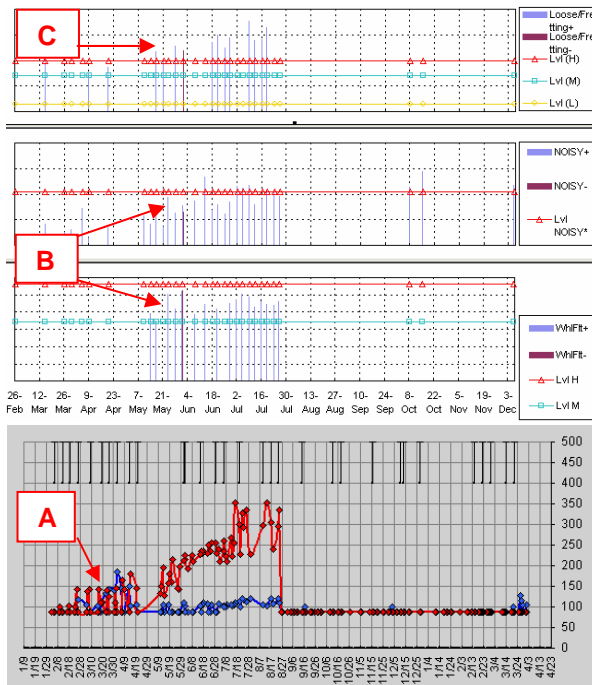 C
Loose/Fre
tting+
Loose/Fre
tting-
Lvl (H)
Lvl (M)
Lvl (L)
NOISY+
NOISY-
Lvl
NOISY*
B
WhlFlt+
WhlFlt-
Lvl H
Lvl M
26- 12- 26- 9- 23- 7- 21- 4- 18- 2- 16- 30- 13- 27- 10- 24- 8- 22- 5- 19- 3-
Feb Mar Mar Apr Apr May May Jun Jun Jul Jul Jul Aug Aug Sep Sep Oct Oct Nov Nov Dec
A
500
450
400
350
300
250
200
150
100
50
0
1/9 1/19 1/29 2/8 2/18 2/28 3/10 3/20 3/30 4/9 4/19 4/29 5/9 5/19 5/29 6/8 6/18 6/28 7/8 7/18 7/28 8/7 8/17 8/27 9/6 9/16 9/26 10/6 10/16 10/26 11/5 11/15 11/25 12/5 12/15 12/25 1/4 1/14 1/24 2/3 2/13 2/23 3/4 3/14 3/24 4/3 4/13 4/23